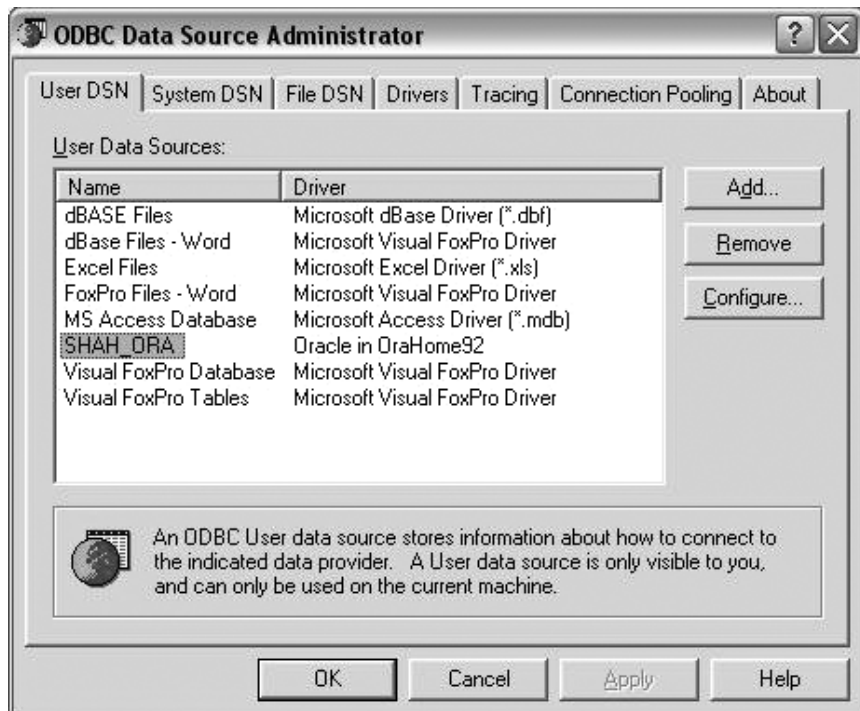 ODBC Data Source Administrator
User DSN System DSN File DSN Drivers Tracing Connection Pooling About
User Data Sources:
Name Driver
dBASE Files Microsoft dBase Driver (*.dbf)
dBase Files - Word Microsoft Visual FoxPro Driver
Excel Files Microsoft Excel Driver (*.xls)
FoxPro Files - Word Microsoft Visual FoxPro Driver
MS Access Database Microsoft Access Driver (*.mdb)
SHAH_ORA Oracle in OraHome92
Visual FoxPro Database Microsoft Visual FoxPro Driver
Visual FoxPro Tables Microsoft Visual FoxPro Driver
Add...
Remove
Configure...
An ODBC User data source stores information about how to connect to
the indicated data provider. A User data source is only visible to you,
and can only be used on the current machine.
OK Cancel Apply Help